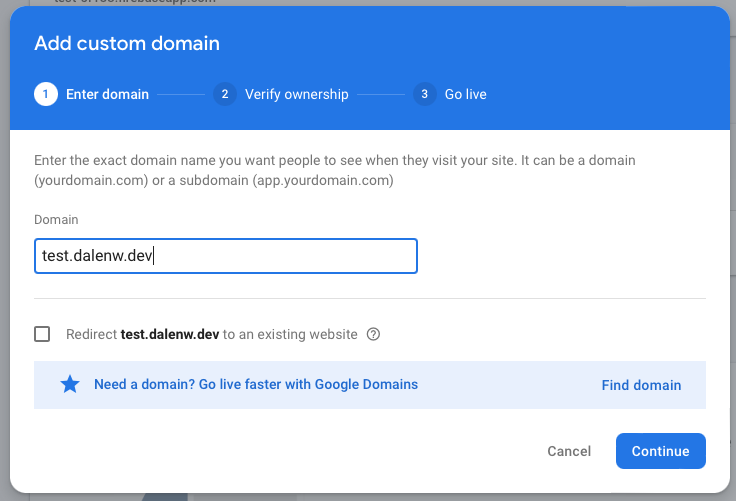 Add custom domain
1 Enter domain 2 Verify ownership 3 Go live
Enter the exact domain name you want people to see when they visit your site. It can be a domain
(yourdomain.com) or a subdomain (app.yourdomain.com)
Domain
test.dalenw.dev
Redirect test.dalenw.dev to an existing website ?
Need a domain? Go live faster with Google Domains Find domain
Cancel Continue